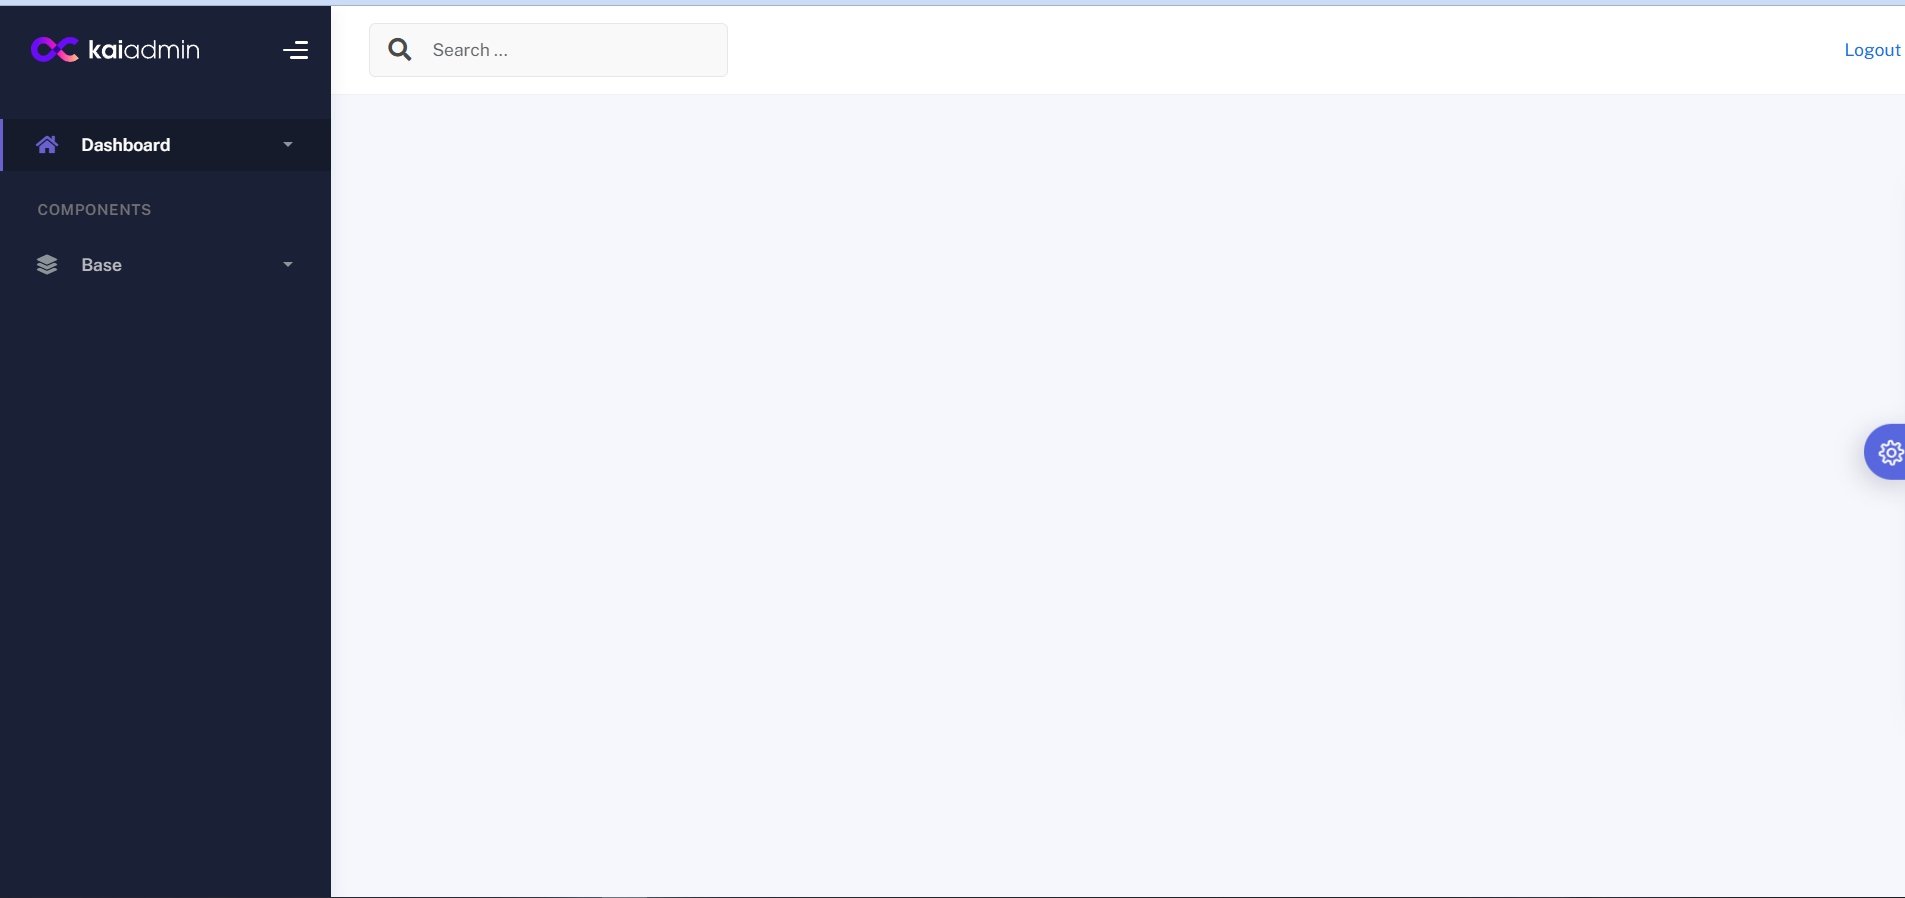 kaiadmin
Search ...
Logout
Dashboard
COMPONENTS
Base